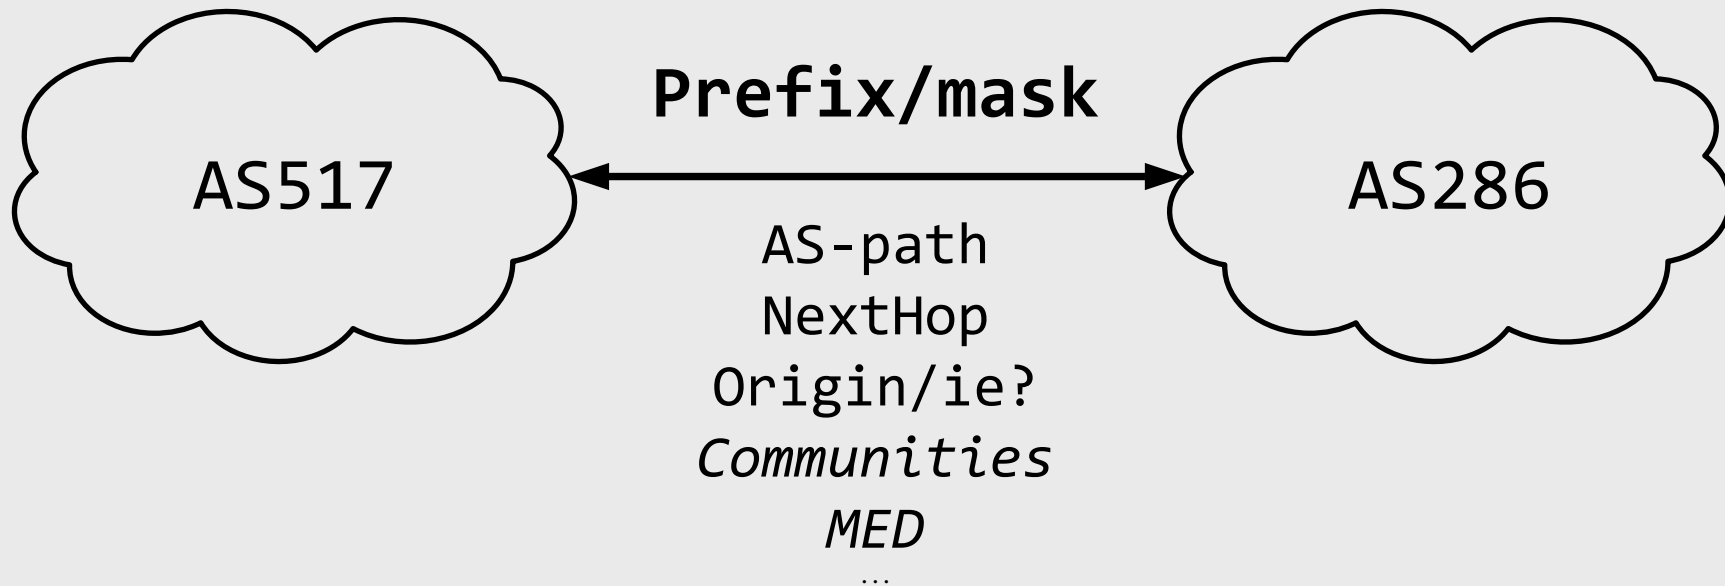 Prefix/mask
AS517
AS286
AS-path
NextHop
Origin/ie?
Communities
MED
...